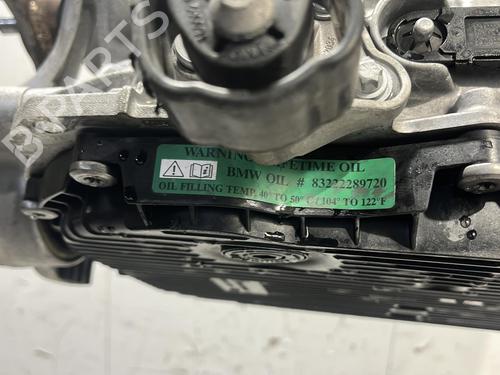 WARNING LIFETIME OIL
BMW OIL # 83222289720
OIL FILLING TEMP. 40° TO 50° C / 104° TO 122°F
B-PARTS